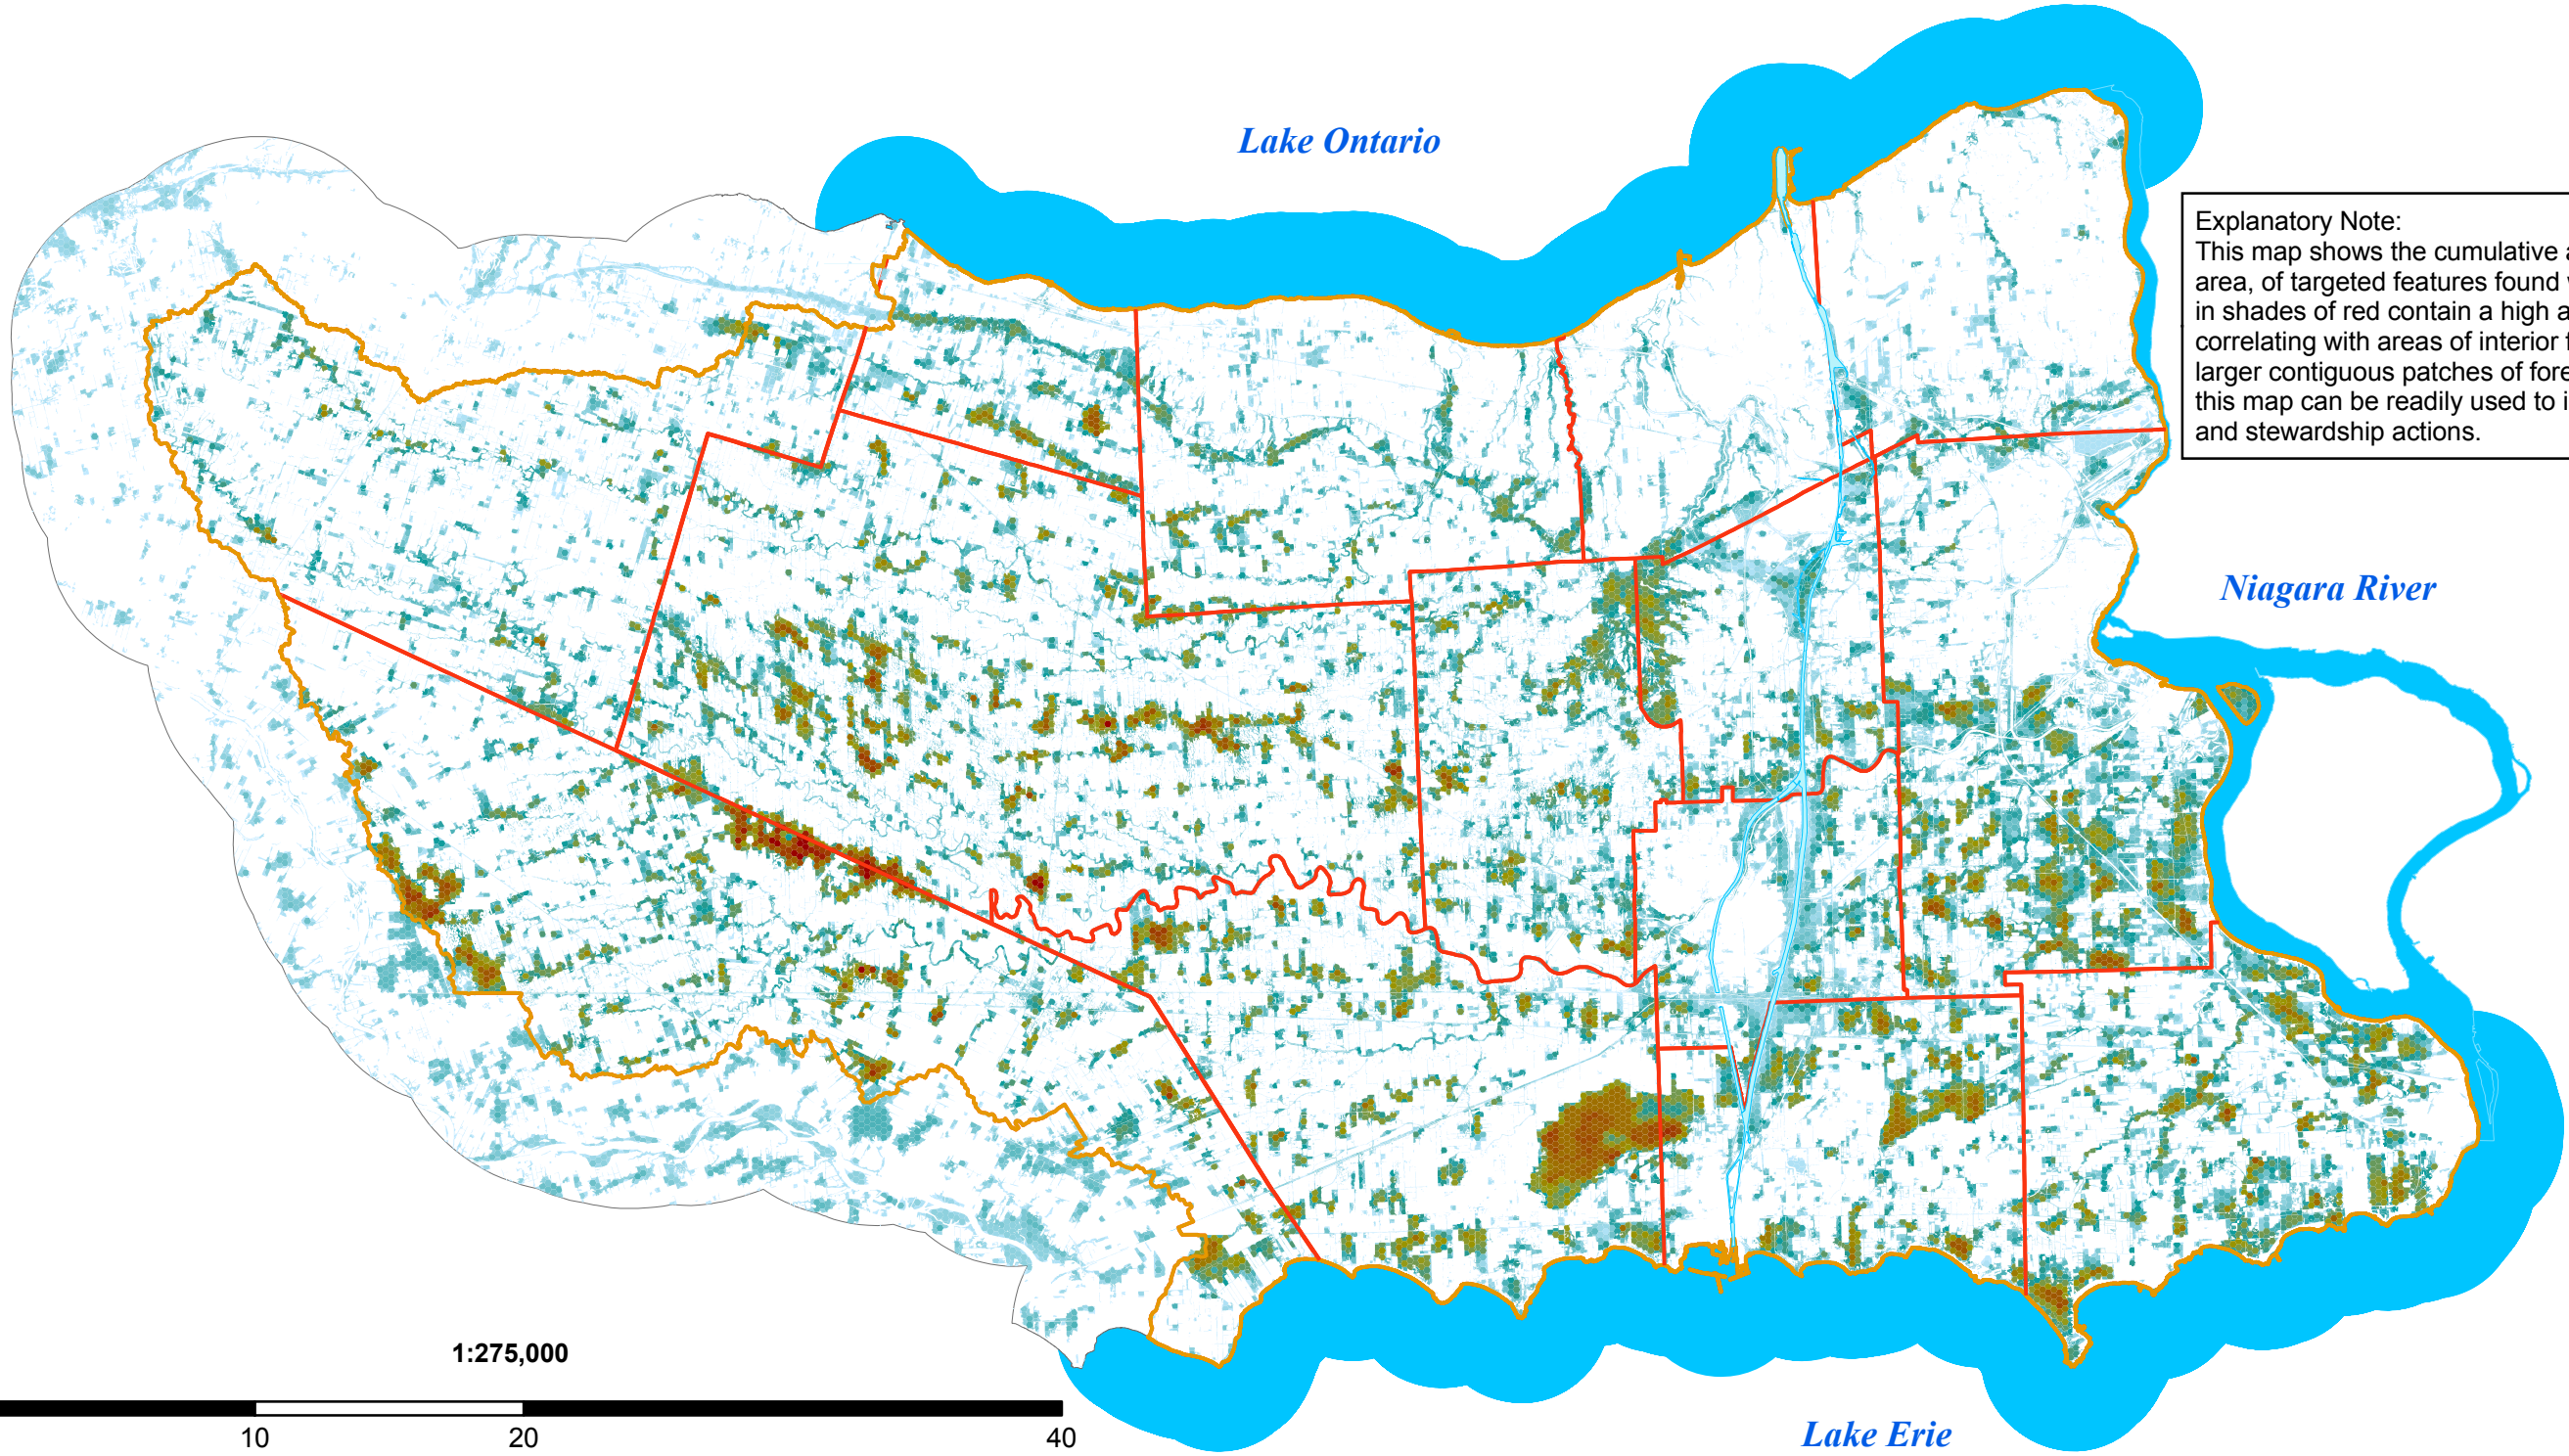 Lake Ontario
Explanatory Note:
This map shows the cumulative
area, of targeted features found
in shades of red contain a high
correlating with areas of interior
larger contiguous patches of
this map can be readily used to
and stewardship actions.
Niagara River
1:275,000
10 20 40
Lake Erie